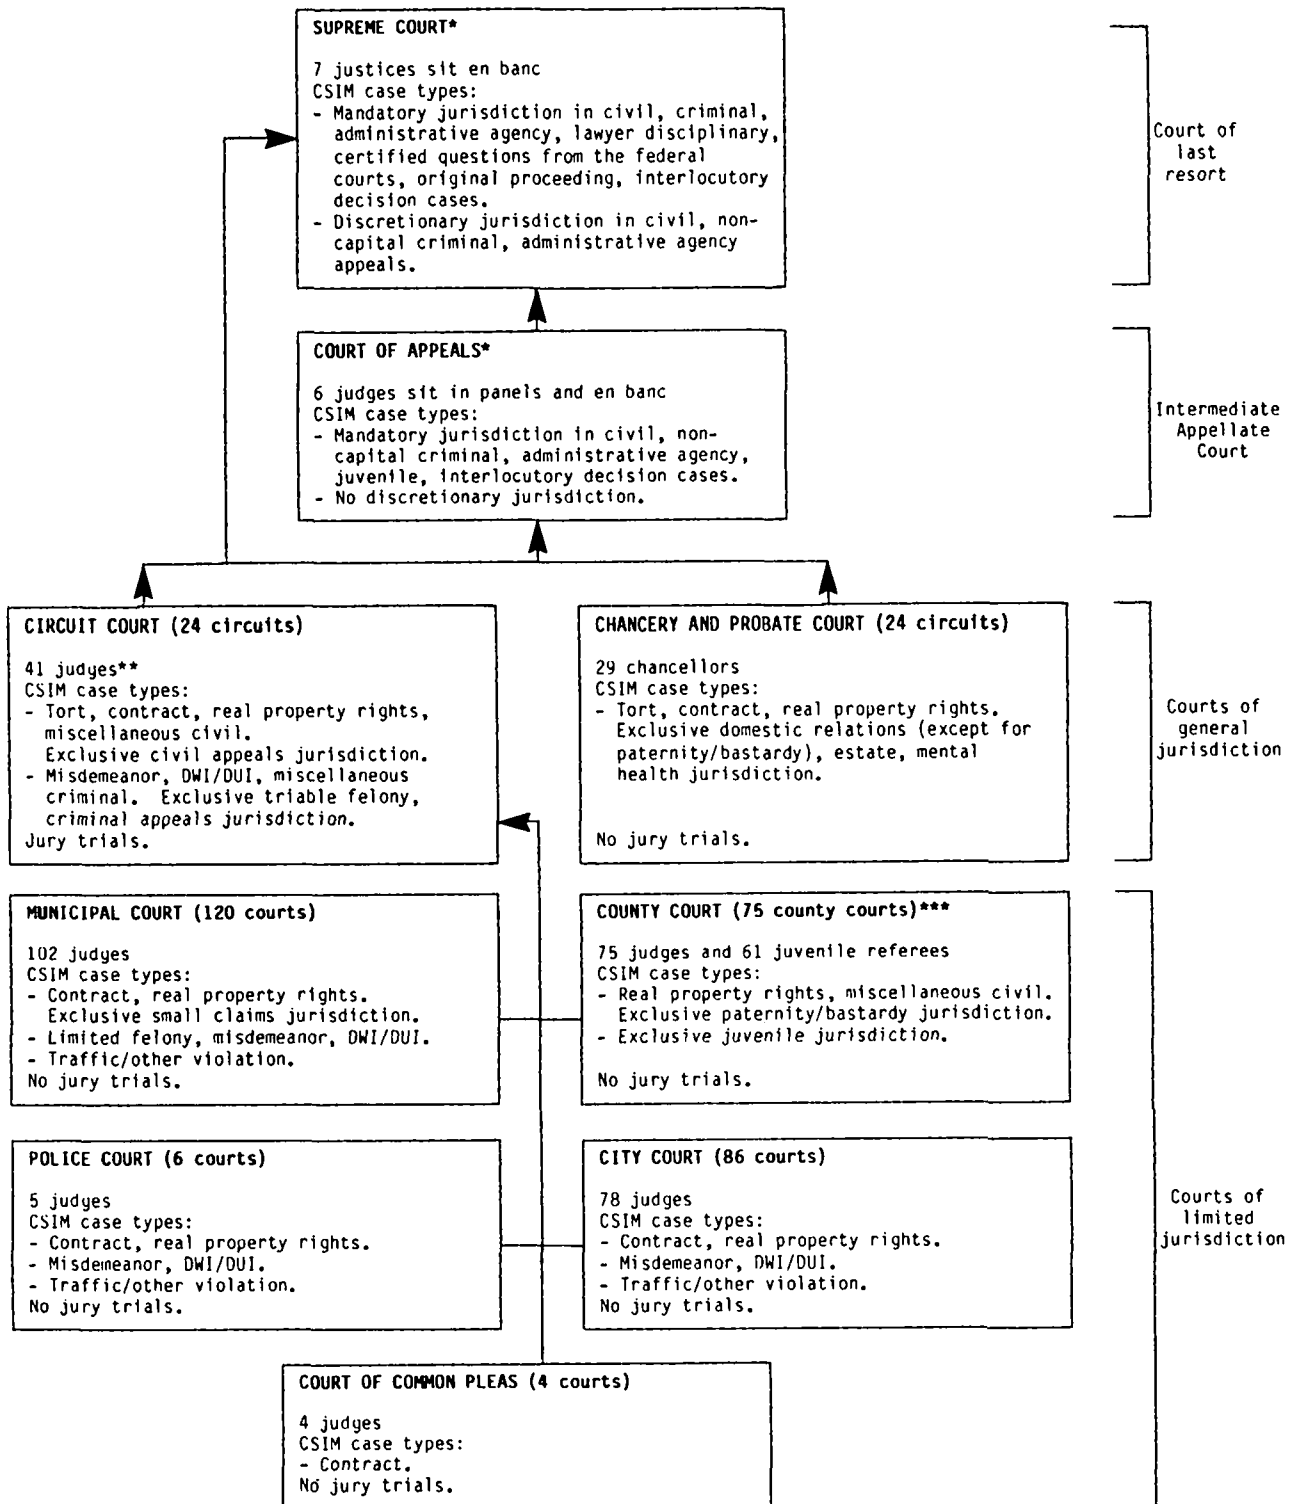 SUPREME COURT*
7 justices sit en banc
CSIM case types:
- Mandatory jurisdiction in civil, criminal,
administrative agency, lawyer disciplinary,
certified questions from the federal
courts, original proceeding, interlocutory
decision cases.
- Discretionary jurisdiction in civil, non-
capital criminal, administrative agency
appeals.
Court of
last
resort
COURT OF APPEALS*
6 judges sit in panels and en banc
CSIM case types:
- Mandatory jurisdiction in civil, non-
capital criminal, administrative agency,
juvenile, interlocutory decision cases.
- No discretionary jurisdiction.
Intermediate
Appellate
Court
CIRCUIT COURT (24 circuits)
41 judges**
CSIM case types:
- Tort, contract, real property rights,
miscellaneous civil.
Exclusive civil appeals jurisdiction.
- Misdemeanor, DWI/DUI, miscellaneous
criminal. Exclusive triable felony,
criminal appeals jurisdiction.
Jury trials.
CHANCERY AND PROBATE COURT (24 circuits)
29 chancellors
CSIM case types:
- Tort, contract, real property rights.
Exclusive domestic relations (except for
paternity/bastardy), estate, mental
health jurisdiction.
No jury trials.
Courts of
general
jurisdiction
MUNICIPAL COURT (120 courts)
102 judges
CSIM case types:
- Contract, real property rights.
Exclusive small claims jurisdiction.
- Limited felony, misdemeanor, DWI/DUI.
- Traffic/other violation.
No jury trials.
COUNTY COURT (75 county courts)***
75 judges and 61 juvenile referees
CSIM case types:
- Real property rights, miscellaneous civil.
Exclusive paternity/bastardy jurisdiction.
- Exclusive juvenile jurisdiction.
No jury trials.
POLICE COURT (6 courts)
5 judges
CSIM case types:
- Contract, real property rights.
- Misdemeanor, DWI/DUI.
- Traffic/other violation.
No jury trials.
CITY COURT (86 courts)
78 judges
CSIM case types:
- Contract, real property rights.
- Misdemeanor, DWI/DUI.
- Traffic/other violation.
No jury trials.
Courts of
limited
jurisdiction
COURT OF COMMON PLEAS (4 courts)
4 judges
CSIM case types:
- Contract.
No jury trials.